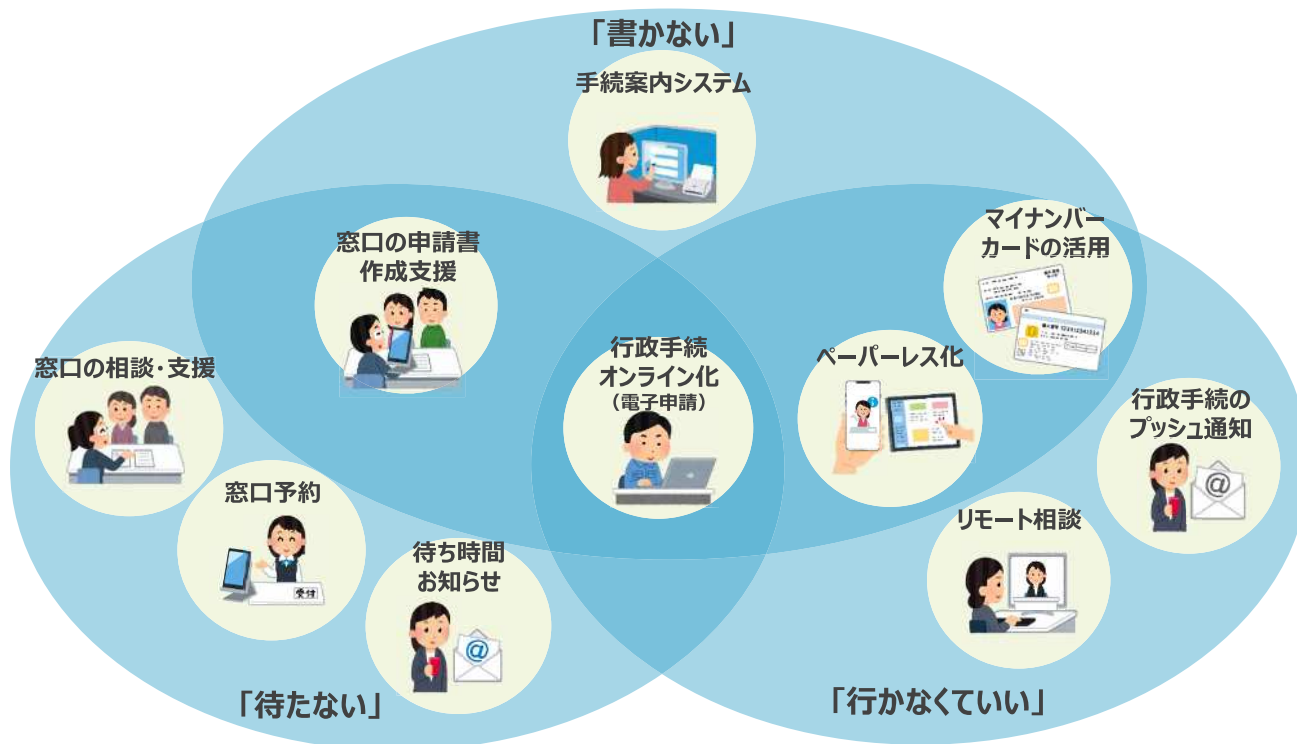 「書かない」
手続案内システム
窓口の申請書
作成支援
マイナンバー
カードの活用
窓口の相談・支援
行政手続
オンライン化
（電子申請）
ペーパーレス化
行政手続の
プッシュ通知
窓口予約
受付
待ち時間
お知らせ
@
リモート相談
@
「待たない」
「行かなくていい」